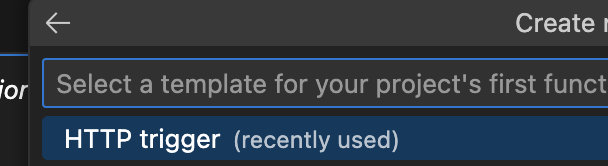 Create
Select a template for your project's first funct
HTTP trigger (recently used)